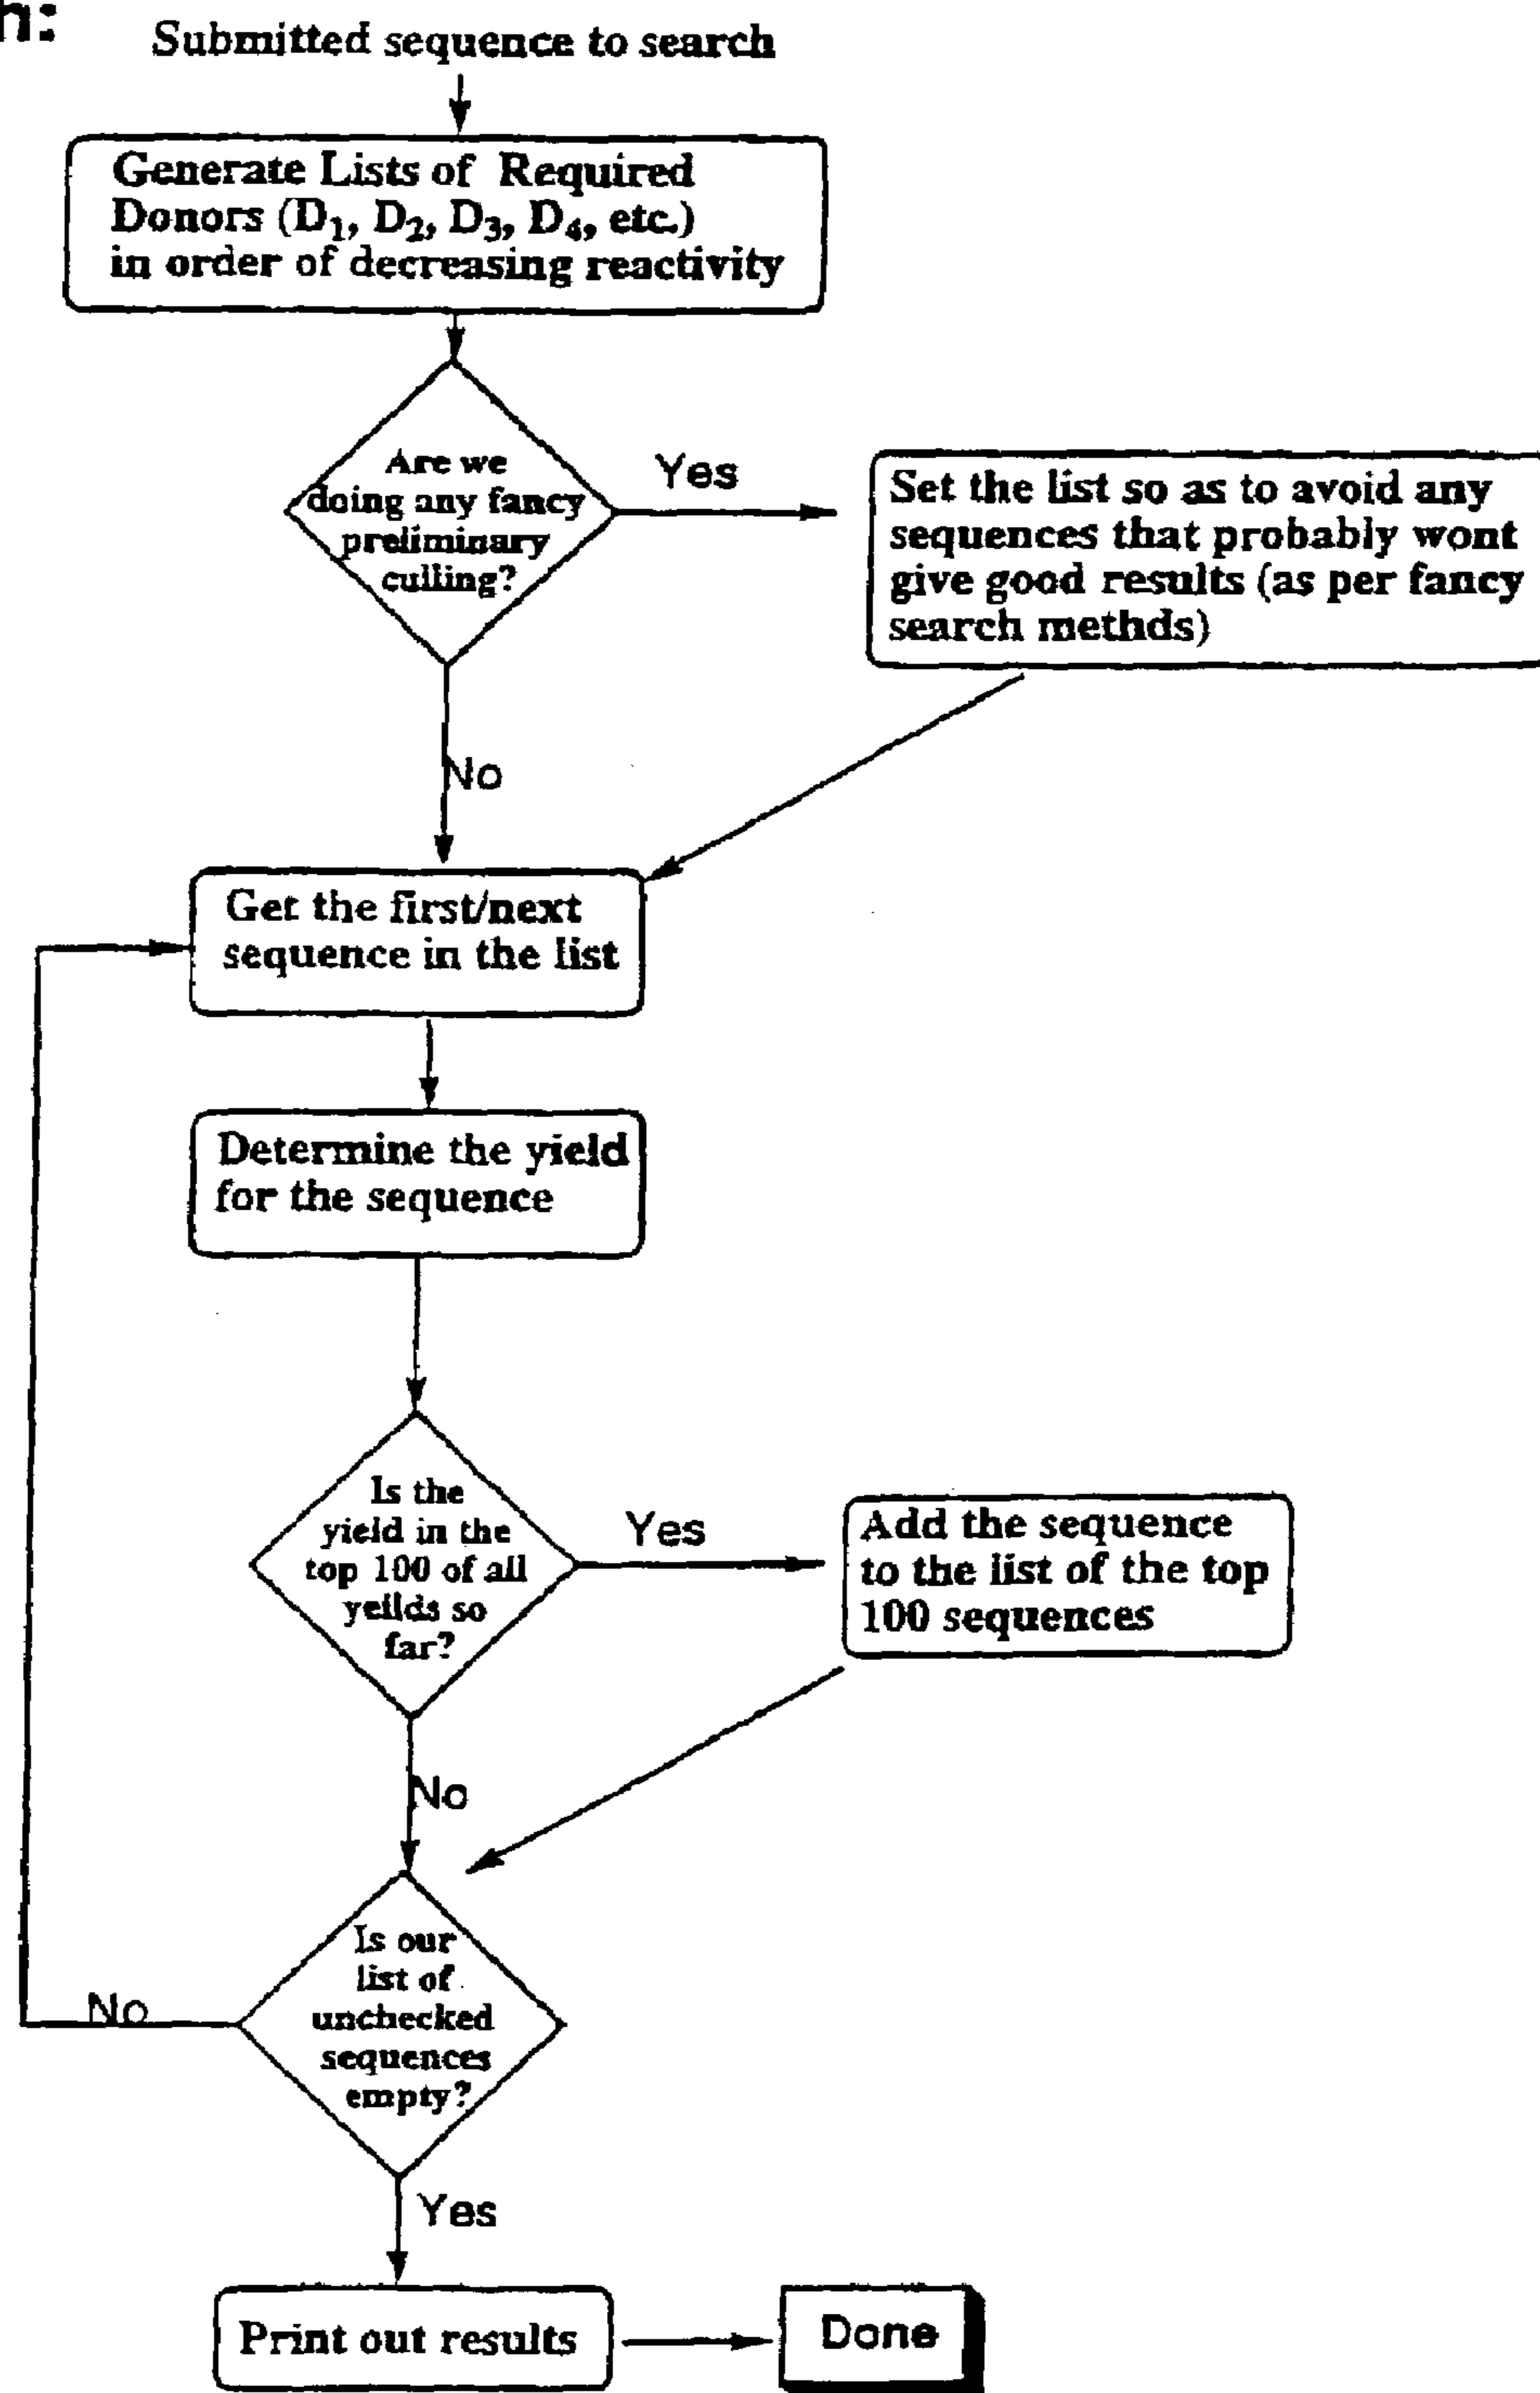 n:
Submitted sequence to search
Generate Lists of Required
Donors (D₁, D₂, D₃, D₄, etc.)
in order of decreasing reactivity
Are we
doing any fancy
preliminary
culling?
Yes
Set the list so as to avoid any
sequences that probably wont
give good results (as per fancy
search methds)
No
Get the first/next
sequence in the list
Determine the yield
for the sequence
Is the
yield in the
top 100 of all
yeilds so
far?
Yes
Add the sequence
to the list of the top
100 sequences
No
Is our
list of
unchecked
sequences
empty?
No
Yes
Print out results
Done